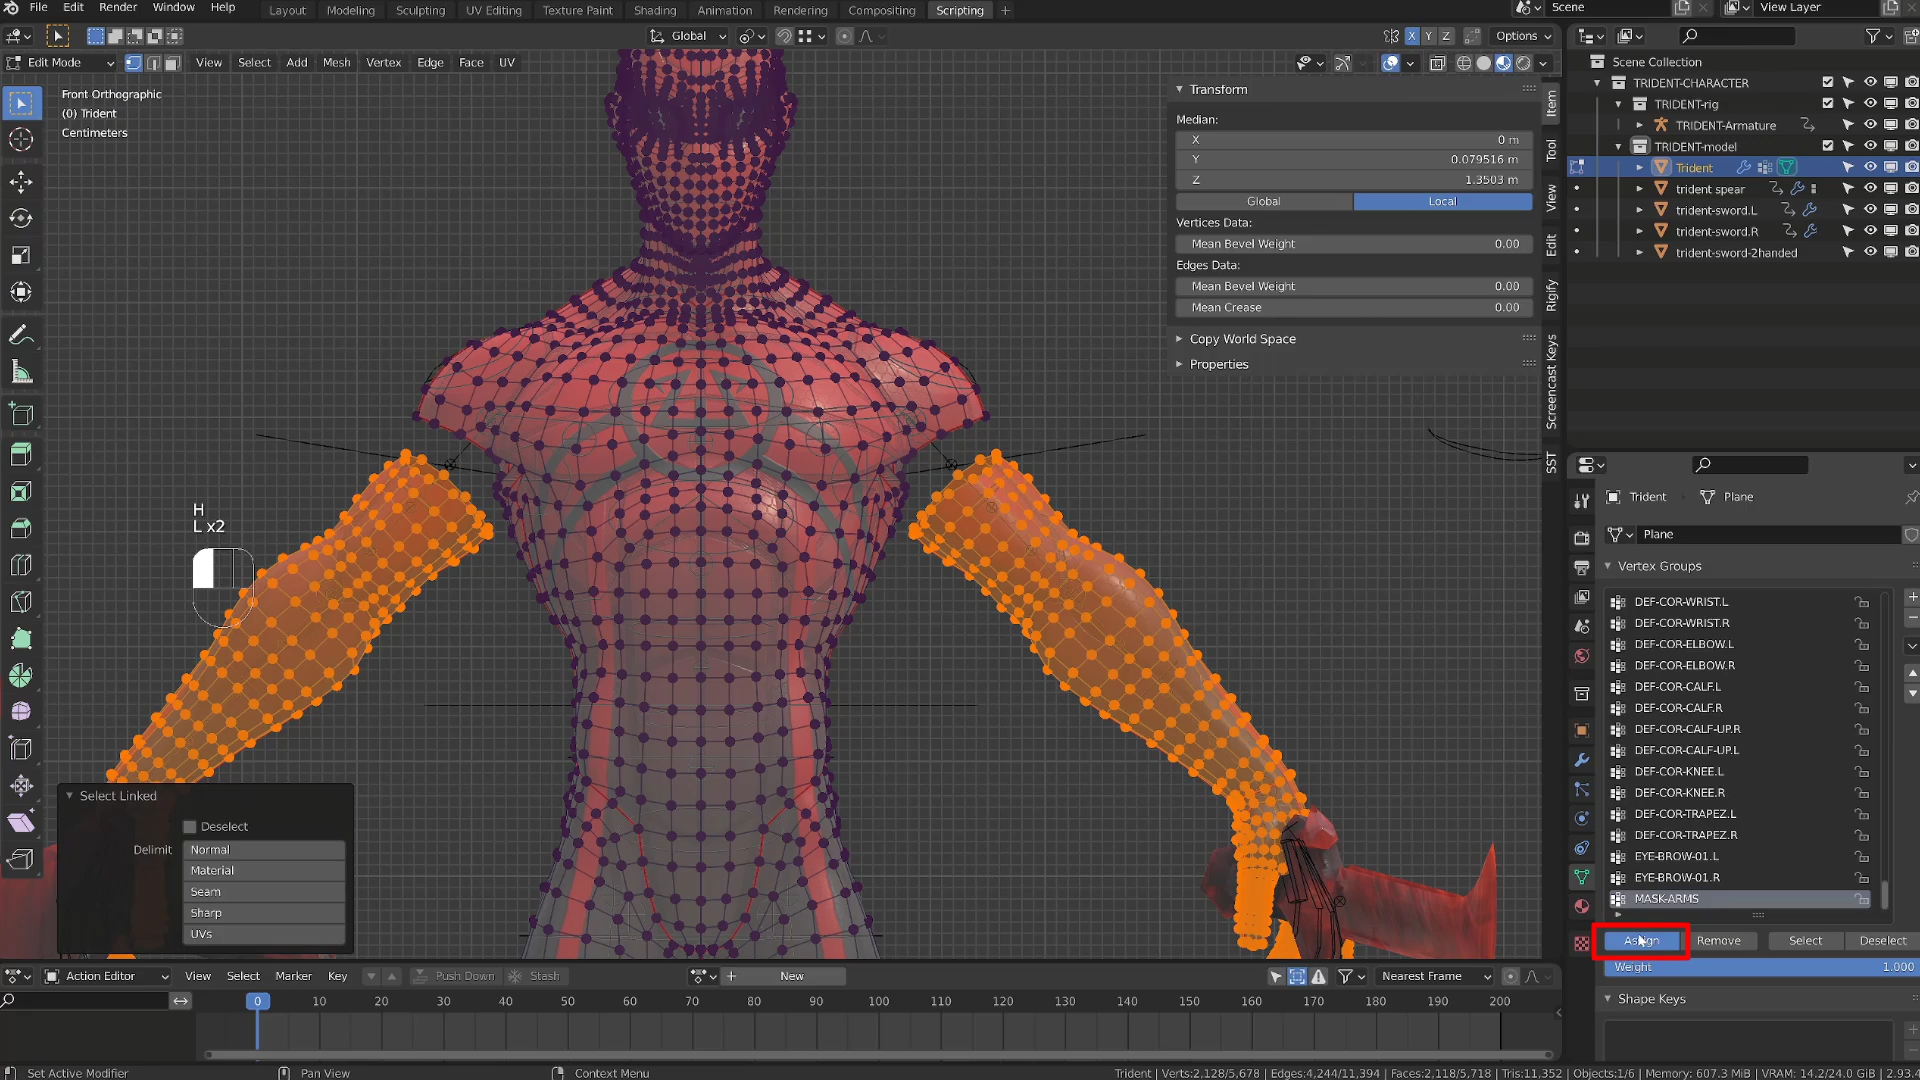 File Edit Render Window Help Layout Modeling Sculpting UV Editing Texture Paint Shading Animation Rendering Compositing Scripting + Scene View Layer
Global X Y Z Options
Edit Mode View Select Add Mesh Vertex Edge Face UV
Front Orthographic
(0) Trident
Centimeters
H
L x2
Select Linked
Deselect
Delimit Normal
Material
Seam
Sharp
UVs
Transform
Median:
X 0 m
Y 0.079516 m
Z 1.3503 m
Global Local
Vertices Data:
Mean Bevel Weight 0.00
Edges Data:
Mean Bevel Weight 0.00
Mean Crease 0.00
Copy World Space
Properties
Item
Tool
View
Edit
Rigify
Screencast Keys
SST
Scene Collection
TRIDENT-CHARACTER
TRIDENT-rig
TRIDENT-Armature
TRIDENT-model
Trident
trident spear
trident-sword.L
trident-sword.R
trident-sword-2handed
Trident Plane
Plane
Vertex Groups
DEF-COR-WRIST.L
DEF-COR-WRIST.R
DEF-COR-ELBOW.L
DEF-COR-ELBOW.R
DEF-COR-CALF.L
DEF-COR-CALF.R
DEF-COR-CALF-UP.R
DEF-COR-CALF-UP.L
DEF-COR-KNEE.L
DEF-COR-KNEE.R
DEF-COR-TRAPEZ.L
DEF-COR-TRAPEZ.R
EYE-BROW-01.L
EYE-BROW-01.R
MASK-ARMS
Assign Remove Select Deselect
Weight 1.000
Shape Keys
Action Editor View Select Marker Key Push Down Stash + New Nearest Frame
0 10 20 30 40 50 60 70 80 90 100 110 120 130 140 150 160 170 180 190 200
Set Active Modifier Pan View Context Menu Trident | Verts:2,128/5,678 | Edges:4,244/11,394 | Faces:2,118/5,718 | Tris:11,352 | Objects:1/6 | Memory: 607.3 MiB | VRAM: 14.2/24.0 GiB | 2.93.4